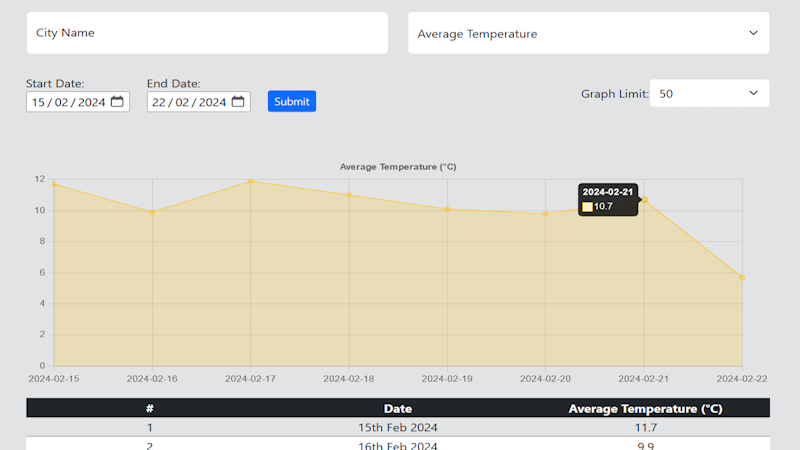 City Name
Average Temperature
Start Date:
End Date:
15/02/2024
22/02/2024
Submit
Graph Limit:
50
Average Temperature (°C)
12
10
8
6
4
2
0
2024-02-21
10.7
2024-02-15 2024-02-16 2024-02-17 2024-02-18 2024-02-19 2024-02-20 2024-02-21 2024-02-22
# Date Average Temperature (°C)
1 15th Feb 2024 11.7
2 16th Feb 2024 9.9